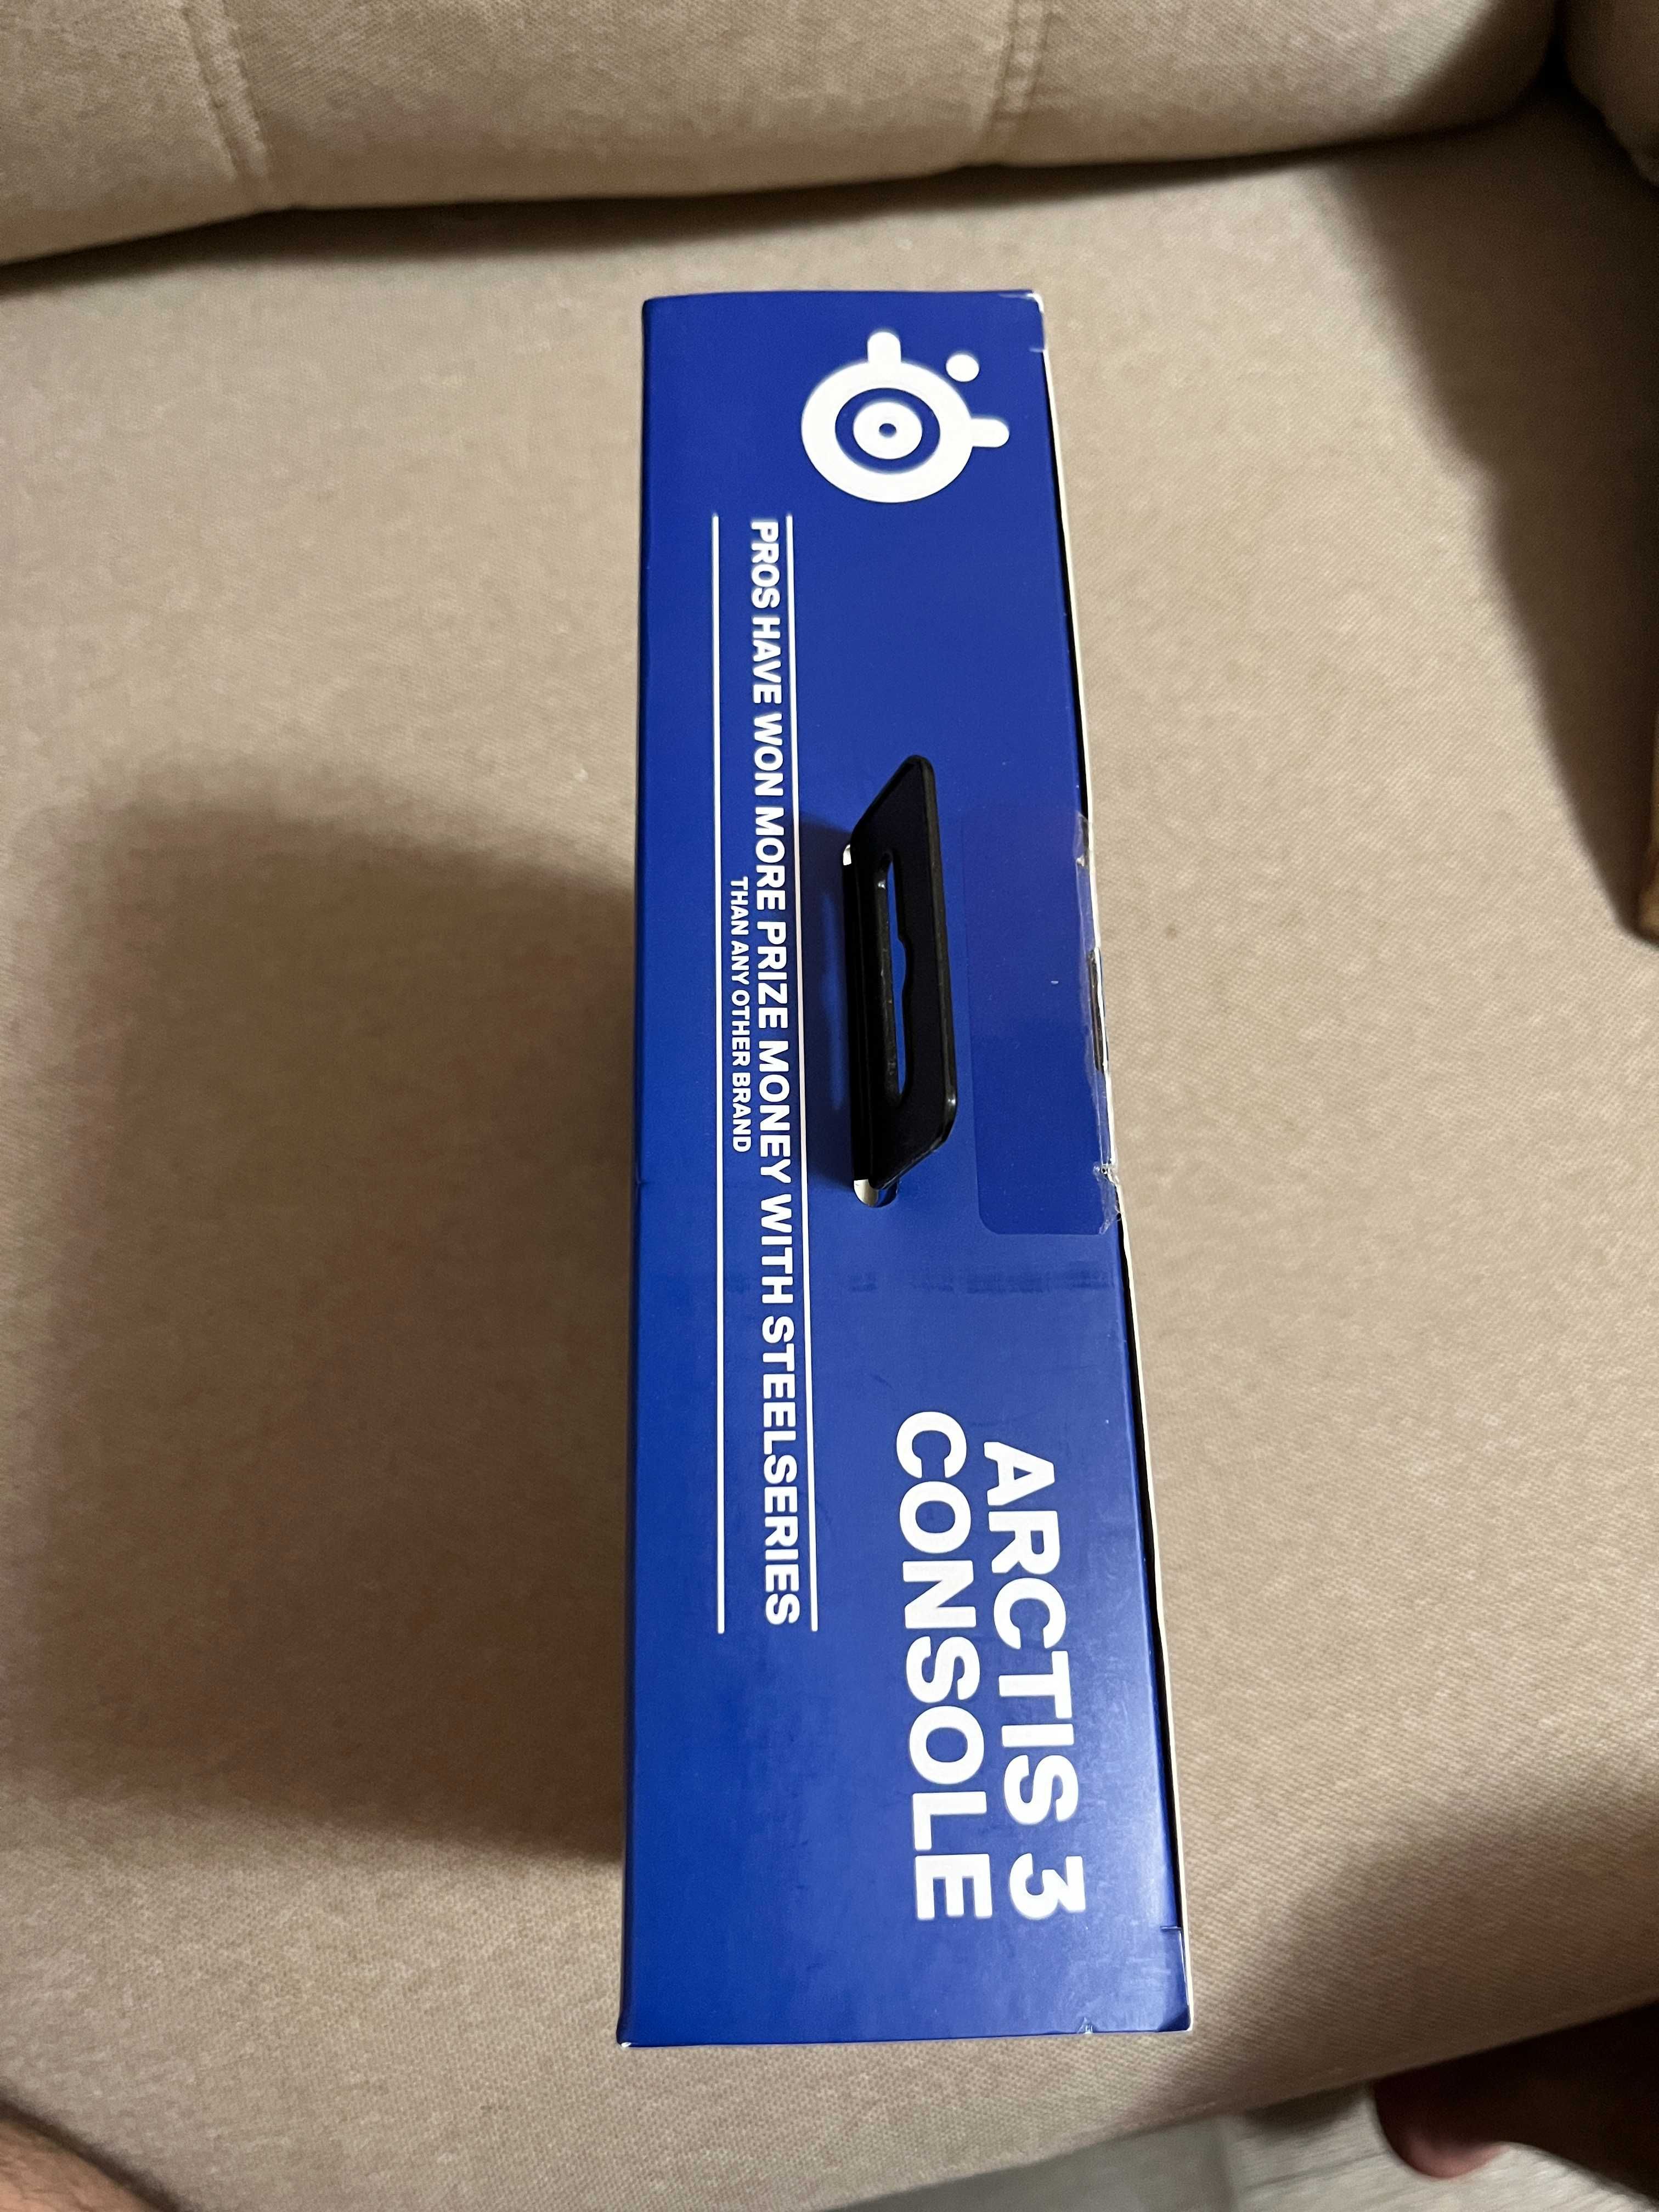 ARCTIS 3
CONSOLE
PROS HAVE WON MORE PRIZE MONEY WITH STEELSERIES
THAN ANY OTHER BRAND